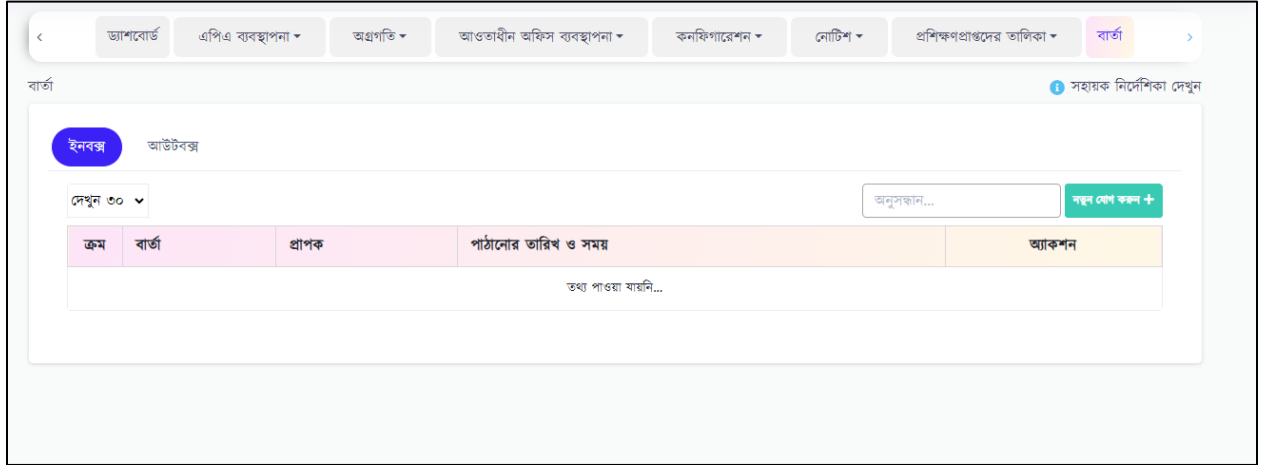 ড্যাশবোর্ড এপিএ ব্যবস্থাপনা অগ্রগতি আওতাধীন অফিস ব্যবস্থাপনা কনফিগারেশন নোটিশ প্রশিক্ষণপ্রাপ্তদের তালিকা বার্তা
বার্তা সহায়ক নির্দেশিকা দেখুন
ইনবক্স আউটবক্স
দেখুন ৩০ অনুসন্ধান... নতুন যোগ করুন +
ক্রম বার্তা প্রাপক পাঠানোর তারিখ ও সময় অ্যাকশন
তথ্য পাওয়া যায়নি...